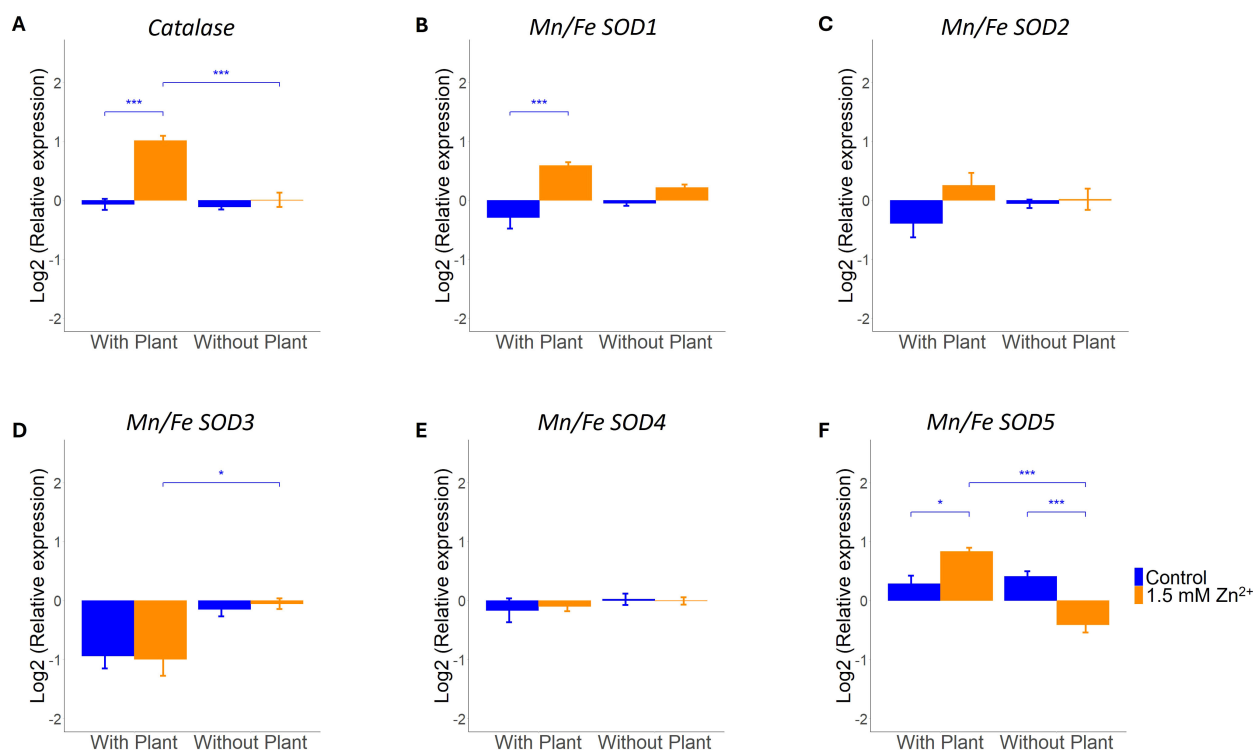 A
Catalase
B
Mn/Fe SOD1
C
Mn/Fe SOD2
Log2 (Relative expression)
2
1
0
-1
-2
***
***
With Plant
Without Plant
Log2 (Relative expression)
2
1
0
-1
-2
***
With Plant
Without Plant
Log2 (Relative expression)
2
1
0
-1
-2
With Plant
Without Plant
D
Mn/Fe SOD3
E
Mn/Fe SOD4
F
Mn/Fe SOD5
Log2 (Relative expression)
2
1
0
-1
-2
*
With Plant
Without Plant
Log2 (Relative expression)
2
1
0
-1
-2
With Plant
Without Plant
Log2 (Relative expression)
2
1
0
-1
-2
***
*
***
With Plant
Without Plant
Control
1.5 mM Zn²⁺